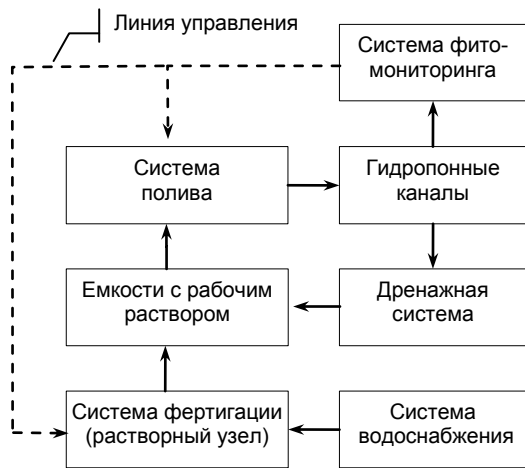 Линия управления
Система фито-
мониторинга
Система
полива
Гидропонные
каналы
Емкости с рабочим
раствором
Дренажная
система
Система фертигации
(растворный узел)
Система
водоснабжения